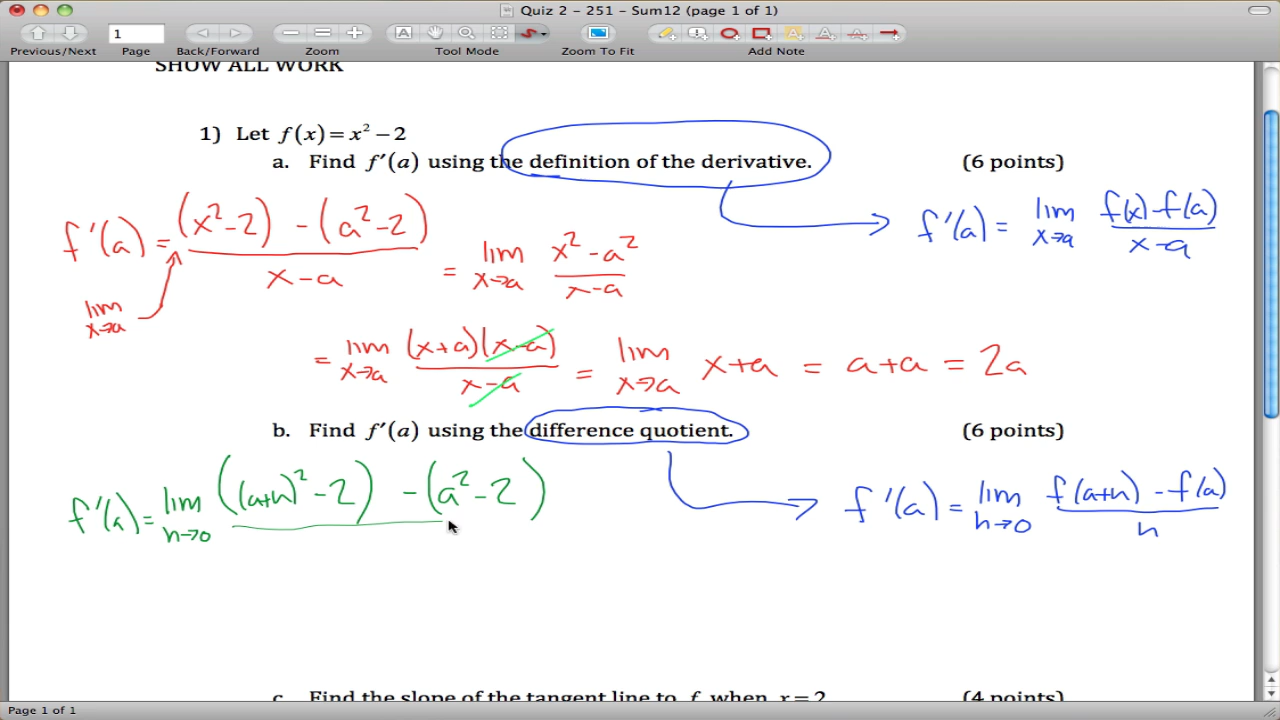 Quiz 2 - 251 - Sum12 (page 1 of 1)
1
Previous/Next Page Back/Forward Zoom Tool Mode Zoom To Fit Add Note
SHOW ALL WORK
1) Let f(x) = x² − 2
a. Find f′(a) using the definition of the derivative. (6 points)
f'(a) = (x²-2) - (a²-2) / x-a
lim x→a
= lim x→a x²-a² / x-a
f'(a) = lim x→a f(x)-f(a) / x-a
= lim x→a (x+a)(x-a) / x-a = lim x→a x+a = a+a = 2a
b. Find f′(a) using the difference quotient. (6 points)
f'(a) = lim h→0 ((a+h)²-2) - (a²-2)
f'(a) = lim h→0 f(a+h) - f(a) / h
c. Find the slope of the tangent line to f when x = 2 (4 points)
Page 1 of 1